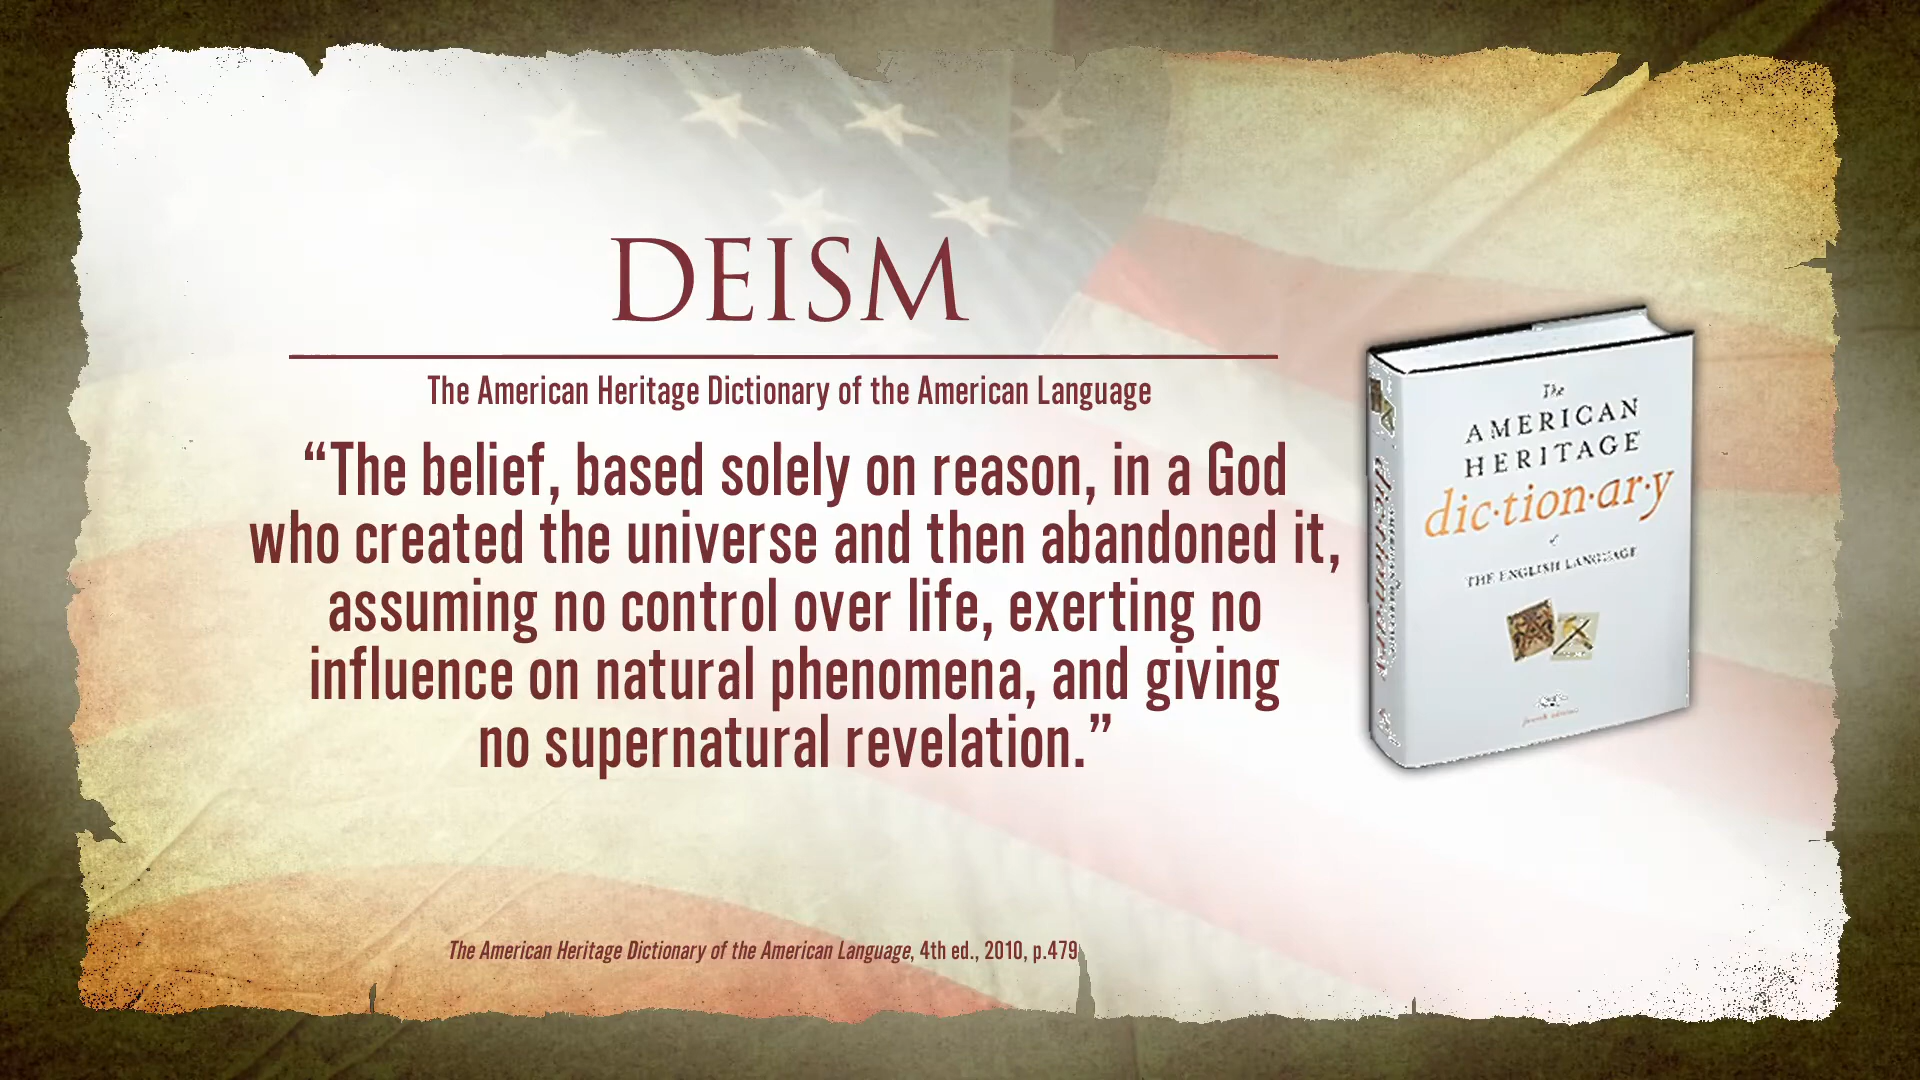 DEISM
The American Heritage Dictionary of the American Language
“The belief, based solely on reason, in a God
who created the universe and then abandoned it,
assuming no control over life, exerting no
influence on natural phenomena, and giving
no supernatural revelation.”
The American Heritage Dictionary of the American Language, 4th ed., 2010, p.479
The
AMERICAN
HERITAGE
dic·tion·ar·y
of
THE ENGLISH LANGUAGE